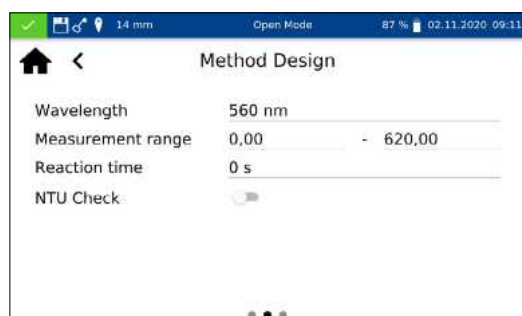 14 mm Open Mode 87 % 02.11.2020 09:11
Method Design
Wavelength 560 nm
Measurement range 0,00 - 620,00
Reaction time 0 s
NTU Check